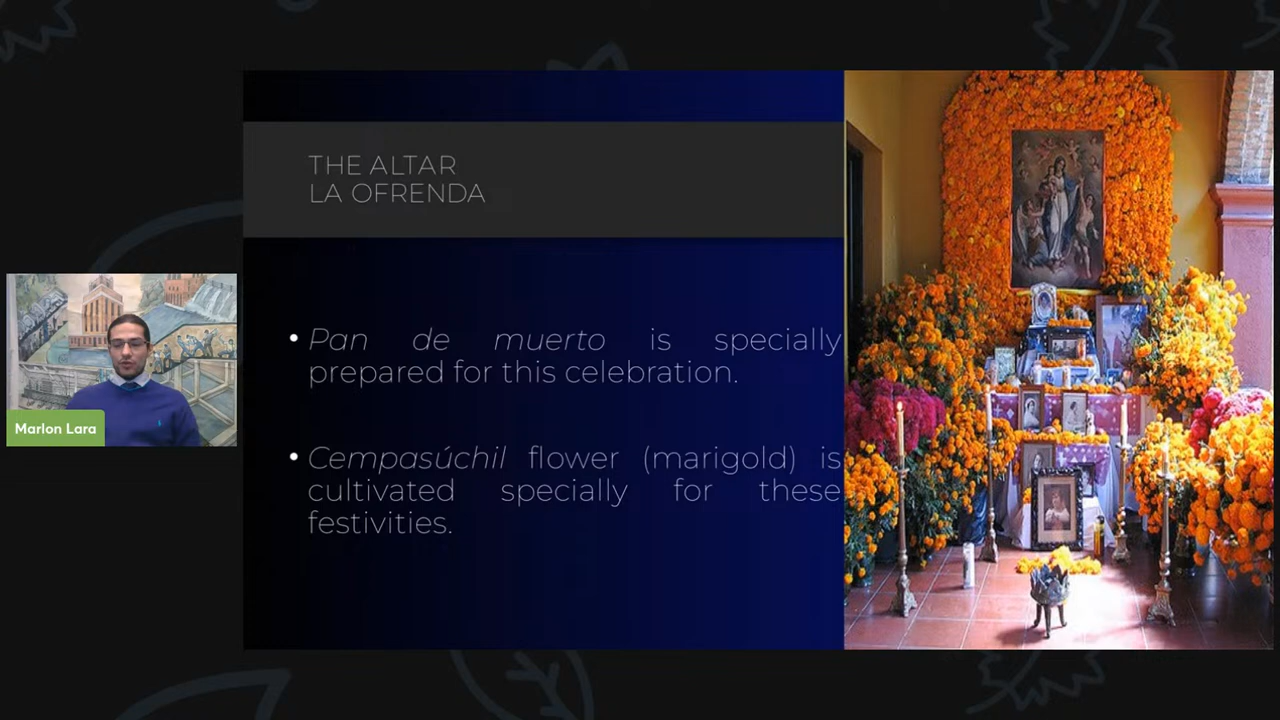 THE ALTAR
LA OFRENDA
• Pan de muerto is specially
prepared for this celebration.
• Cempasúchil flower (marigold) is
cultivated specially for these
festivities.
Marlon Lara